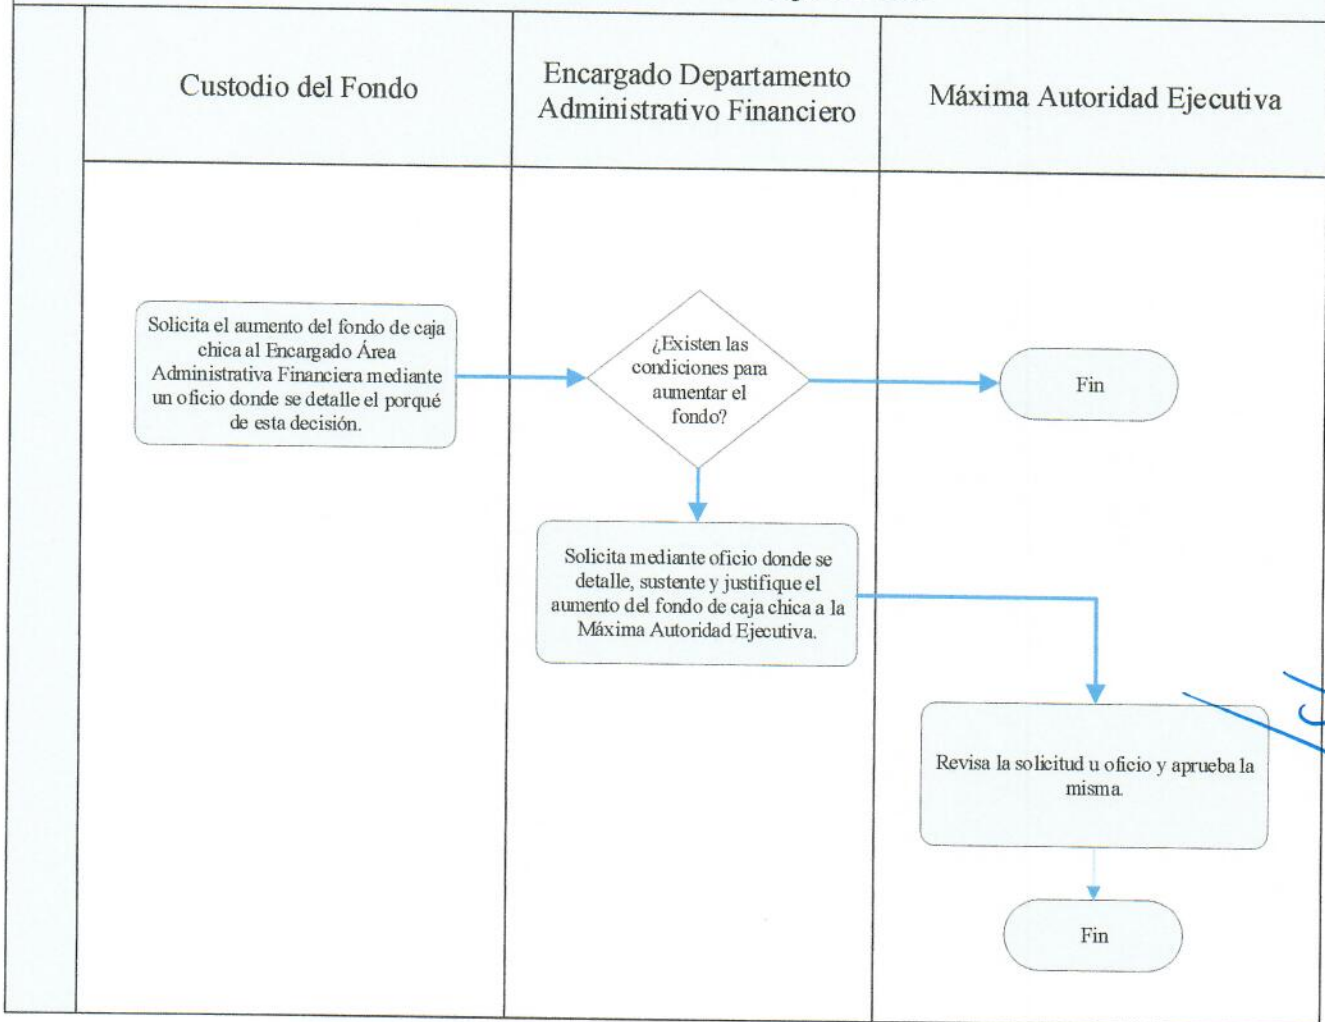 Custodio del Fondo
Encargado Departamento
Administrativo Financiero
Máxima Autoridad Ejecutiva
Solicita el aumento del fondo de caja
chica al Encargado Área
Administrativa Financiera mediante
un oficio donde se detalle el porqué
de esta decisión.
¿Existen las
condiciones para
aumentar el
fondo?
Fin
Solicita mediante oficio donde se
detalle, sustente y justifique el
aumento del fondo de caja chica a la
Máxima Autoridad Ejecutiva.
Revisa la solicitud u oficio y aprueba la
misma.
Fin